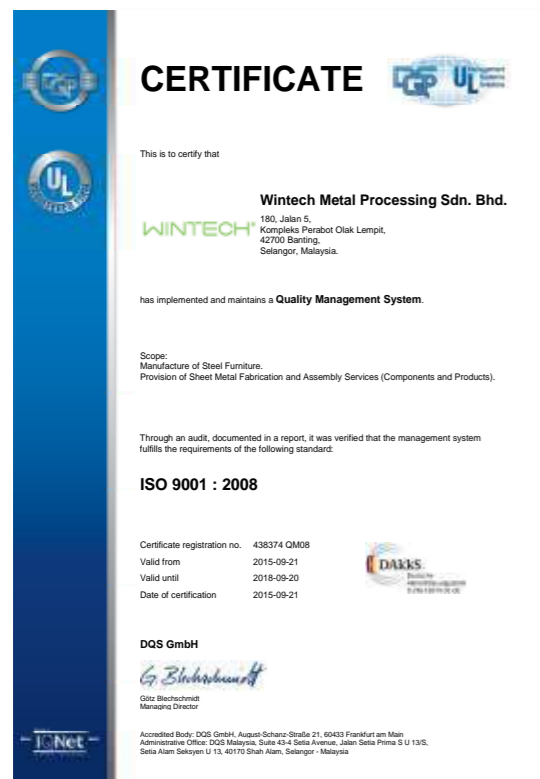 CERTIFICATE
DQS
UL
This is to certify that
Wintech Metal Processing Sdn. Bhd.
WINTECH®
180, Jalan 5,
Kompleks Perabot Olak Lempit,
42700 Banting,
Selangor, Malaysia.
has implemented and maintains a Quality Management System.
Scope:
Manufacture of Steel Furniture.
Provision of Sheet Metal Fabrication and Assembly Services (Components and Products).
Through an audit, documented in a report, it was verified that the management system
fulfills the requirements of the following standard:
ISO 9001 : 2008
Certificate registration no. 438374 QM08
Valid from 2015-09-21
Valid until 2018-09-20
Date of certification 2015-09-21
DAkkS
Deutsche
Akkreditierungsstelle
DQS GmbH
G. Blechschmidt
Götz Blechschmidt
Managing Director
IQNet
Accredited Body: DQS GmbH, August-Schanz-Straße 21, 60433 Frankfurt am Main
Administrative Office: DQS Malaysia, Suite 43-4 Setia Avenue, Jalan Setia Prima S U 13/S,
Setia Alam Seksyen U 13, 40170 Shah Alam, Selangor - Malaysia